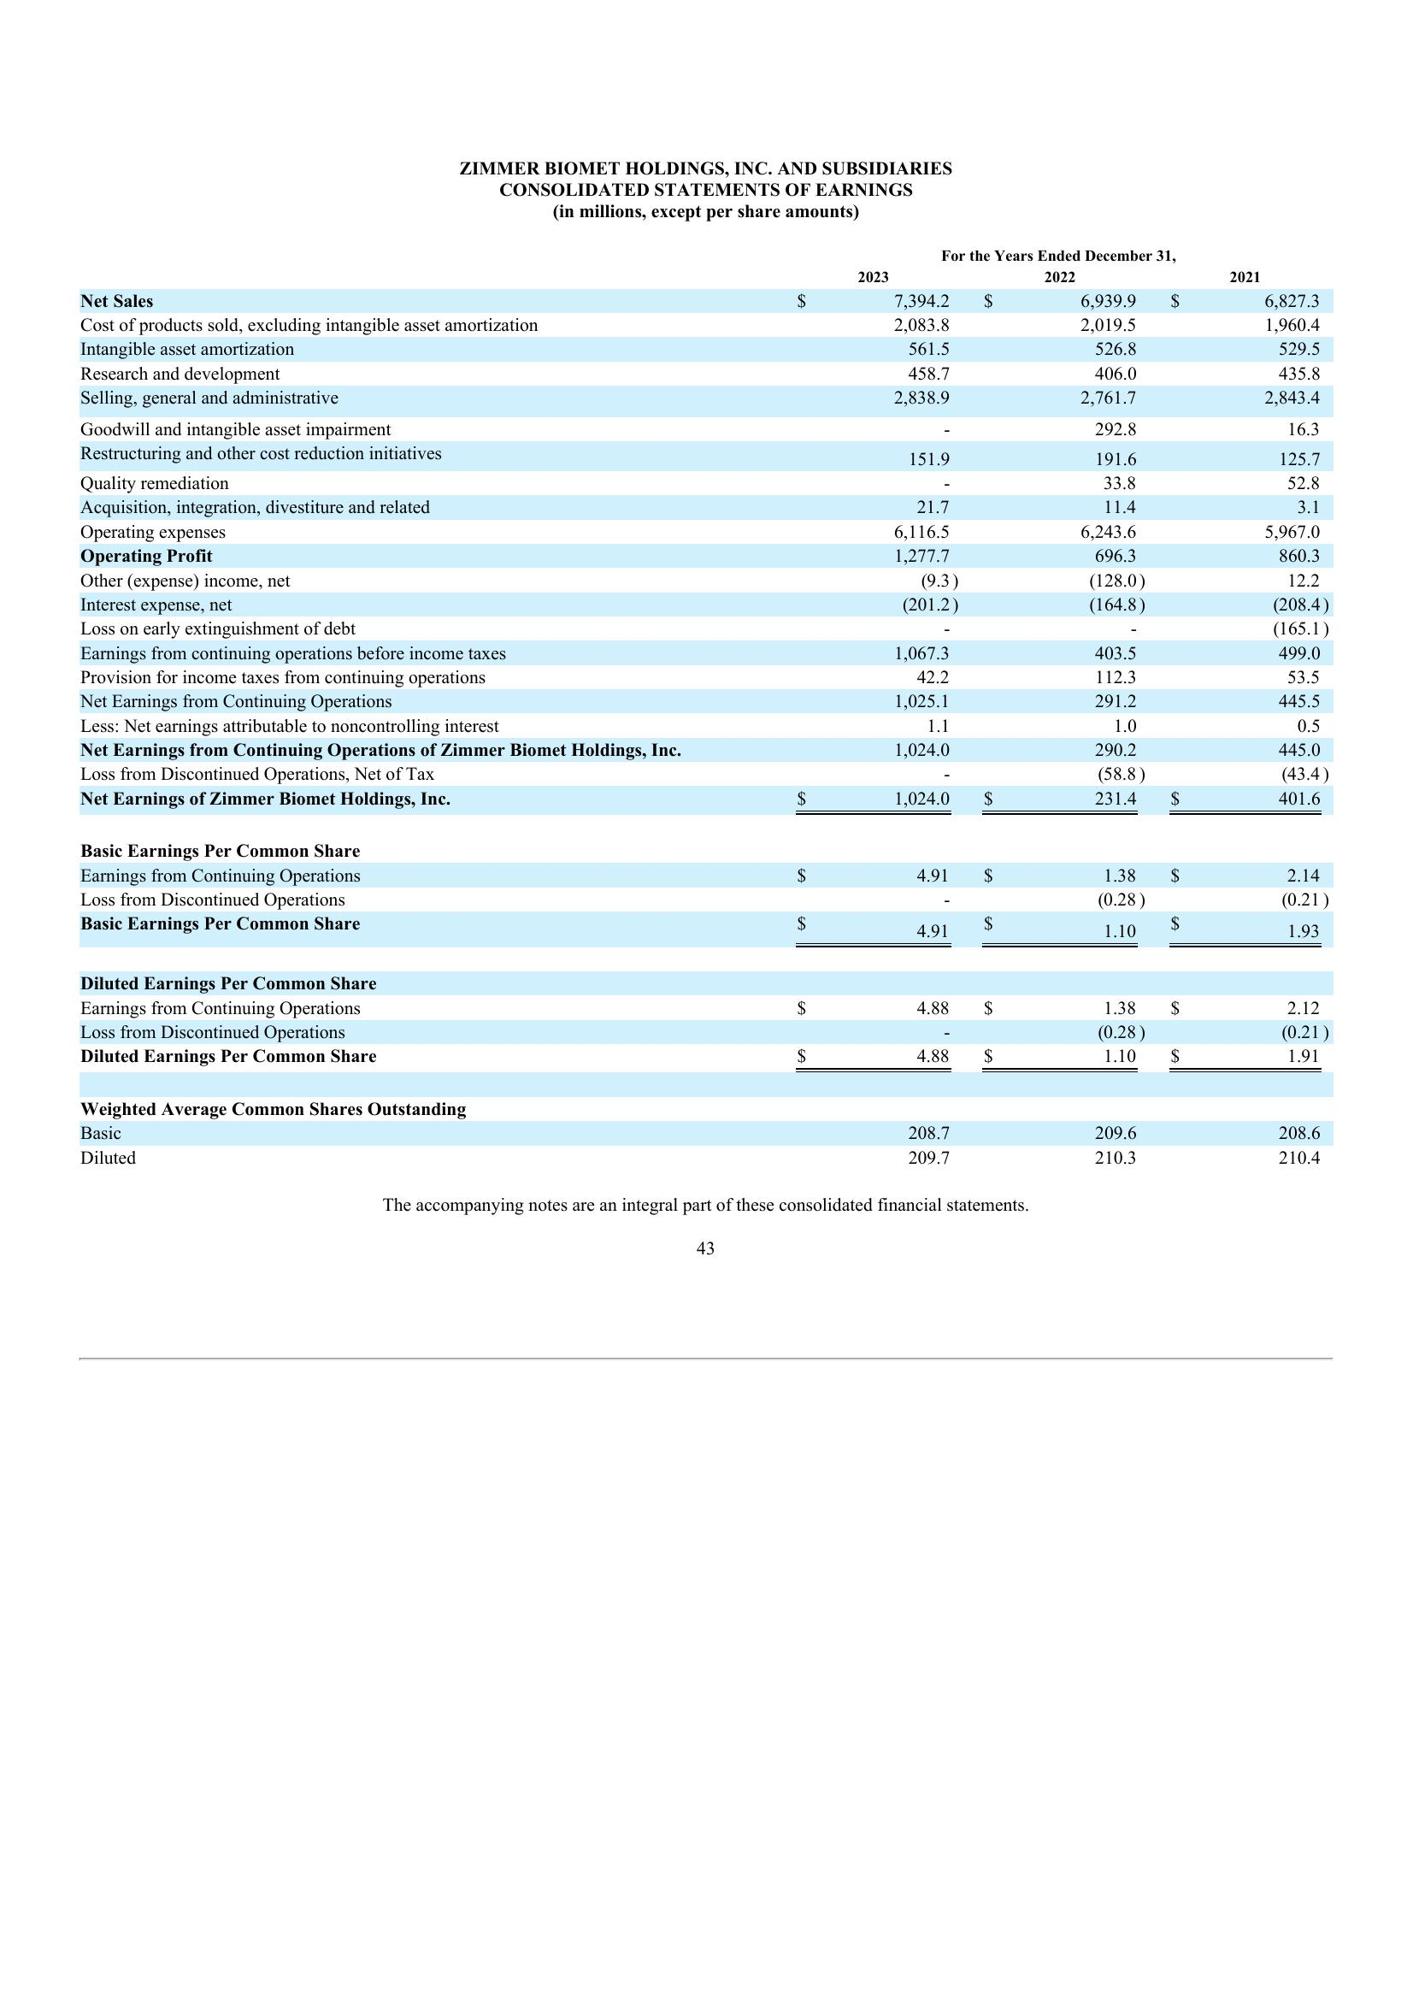 ZIMMER BIOMET HOLDINGS, INC. AND SUBSIDIARIES
CONSOLIDATED STATEMENTS OF EARNINGS
(in millions, except per share amounts)
For the Years Ended December 31,
2023 2022 2021
Net Sales $ 7,394.2 $ 6,939.9 $ 6,827.3
Cost of products sold, excluding intangible asset amortization 2,083.8 2,019.5 1,960.4
Intangible asset amortization 561.5 526.8 529.5
Research and development 458.7 406.0 435.8
Selling, general and administrative 2,838.9 2,761.7 2,843.4
Goodwill and intangible asset impairment - 292.8 16.3
Restructuring and other cost reduction initiatives 151.9 191.6 125.7
Quality remediation - 33.8 52.8
Acquisition, integration, divestiture and related 21.7 11.4 3.1
Operating expenses 6,116.5 6,243.6 5,967.0
Operating Profit 1,277.7 696.3 860.3
Other (expense) income, net (9.3) (128.0) 12.2
Interest expense, net (201.2) (164.8) (208.4)
Loss on early extinguishment of debt - - (165.1)
Earnings from continuing operations before income taxes 1,067.3 403.5 499.0
Provision for income taxes from continuing operations 42.2 112.3 53.5
Net Earnings from Continuing Operations 1,025.1 291.2 445.5
Less: Net earnings attributable to noncontrolling interest 1.1 1.0 0.5
Net Earnings from Continuing Operations of Zimmer Biomet Holdings, Inc. 1,024.0 290.2 445.0
Loss from Discontinued Operations, Net of Tax - (58.8) (43.4)
Net Earnings of Zimmer Biomet Holdings, Inc. $ 1,024.0 $ 231.4 $ 401.6
Basic Earnings Per Common Share
Earnings from Continuing Operations $ 4.91 $ 1.38 $ 2.14
Loss from Discontinued Operations - (0.28) (0.21)
Basic Earnings Per Common Share $ 4.91 $ 1.10 $ 1.93
Diluted Earnings Per Common Share
Earnings from Continuing Operations $ 4.88 $ 1.38 $ 2.12
Loss from Discontinued Operations - (0.28) (0.21)
Diluted Earnings Per Common Share $ 4.88 $ 1.10 $ 1.91
Weighted Average Common Shares Outstanding
Basic 208.7 209.6 208.6
Diluted 209.7 210.3 210.4
The accompanying notes are an integral part of these consolidated financial statements.
43